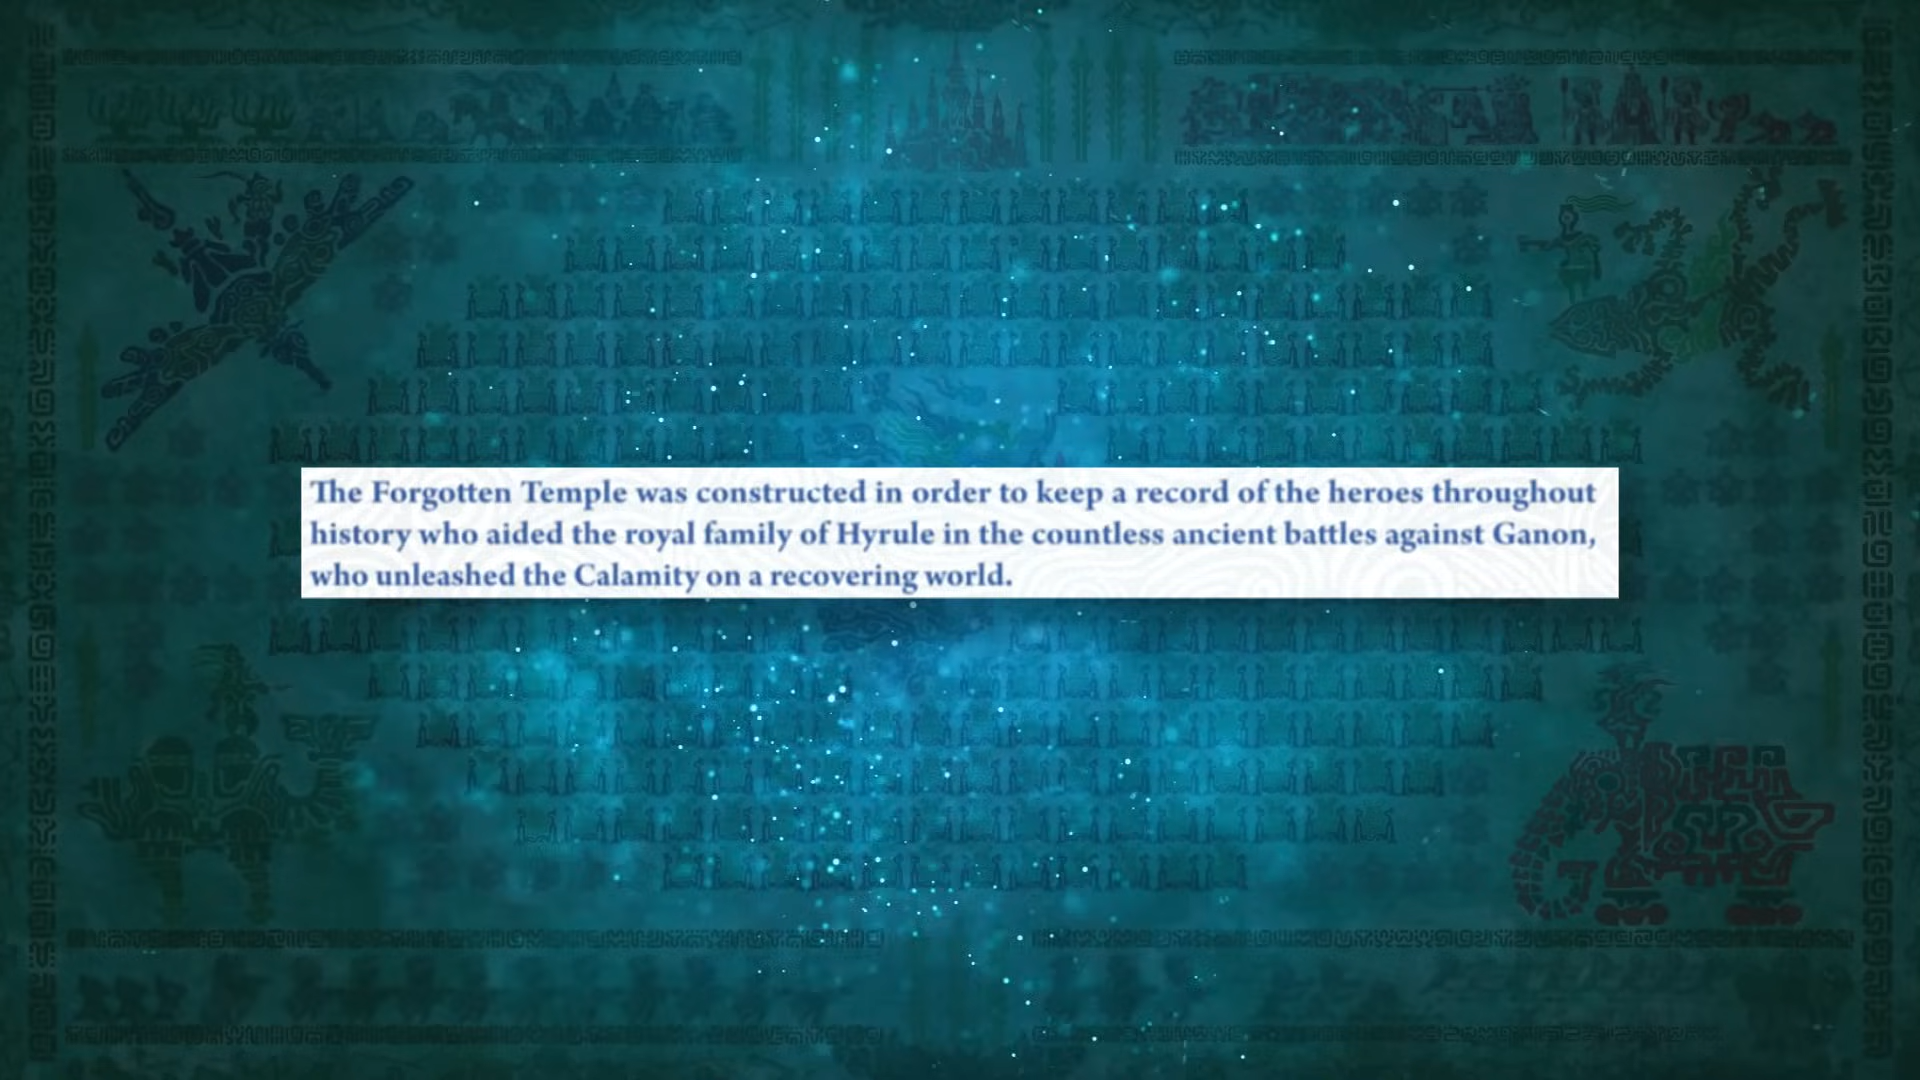 The Forgotten Temple was constructed in order to keep a record of the heroes throughout
history who aided the royal family of Hyrule in the countless ancient battles against Ganon,
who unleashed the Calamity on a recovering world.